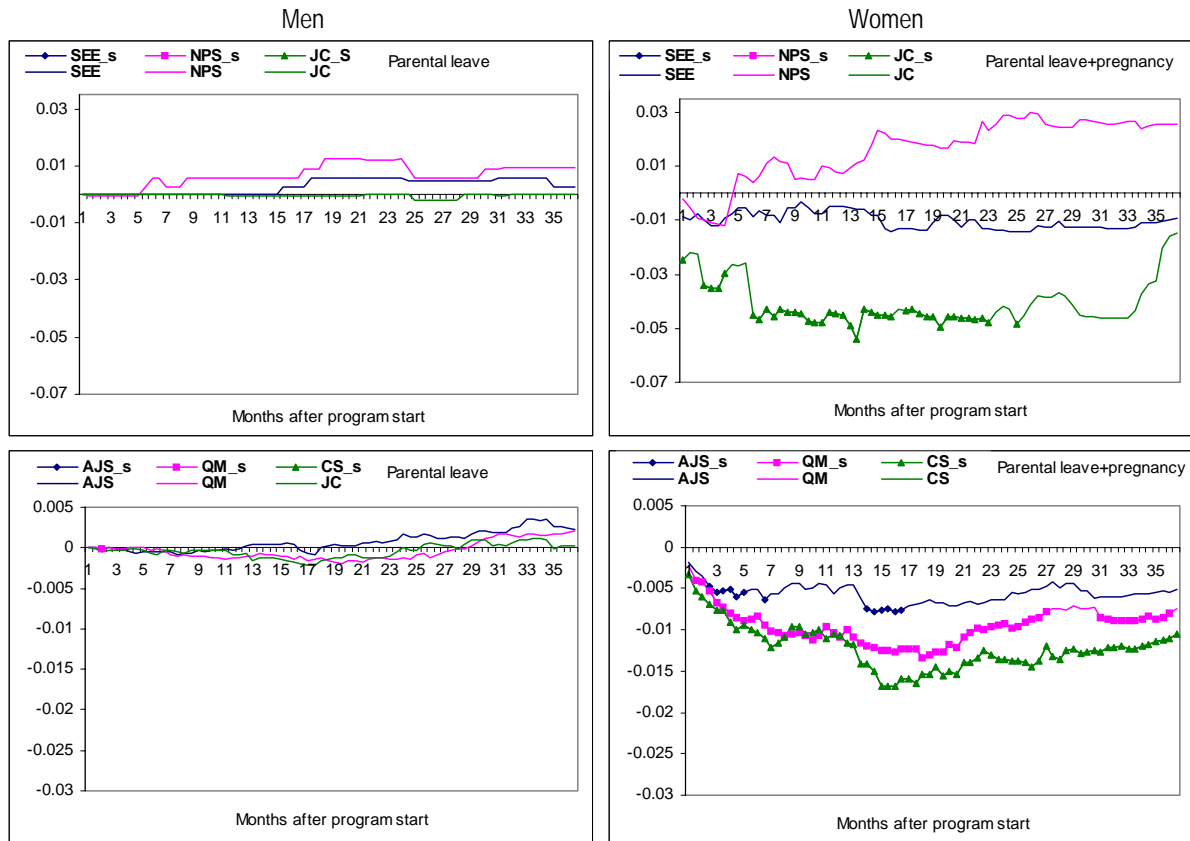 Men
Women
SEE_s NPS_s JC_S
SEE NPS JC
Parental leave
0.03
0.01
-0.01
-0.03
-0.05
-0.07
1 3 5 7 9 11 13 15 17 19 21 23 25 27 29 31 33 35
Months after program start
SEE_s NPS_s JC_s
SEE NPS JC
Parental leave+pregnancy
0.03
0.01
-0.01
-0.03
-0.05
-0.07
1 3 5 7 9 11 13 15 17 19 21 23 25 27 29 31 33 35
Months after program start
AJS_s QM_s CS_s
AJS QM JC
Parental leave
0.005
0
-0.005
-0.01
-0.015
-0.02
-0.025
-0.03
1 3 5 7 9 11 13 15 17 19 21 23 25 27 29 31 33 35
Months after program start
AJS_s QM_s CS_s
AJS QM CS
Parental leave+pregnancy
0.005
0
-0.005
-0.01
-0.015
-0.02
-0.025
-0.03
1 3 5 7 9 11 13 15 17 19 21 23 25 27 29 31 33 35
Months after program start